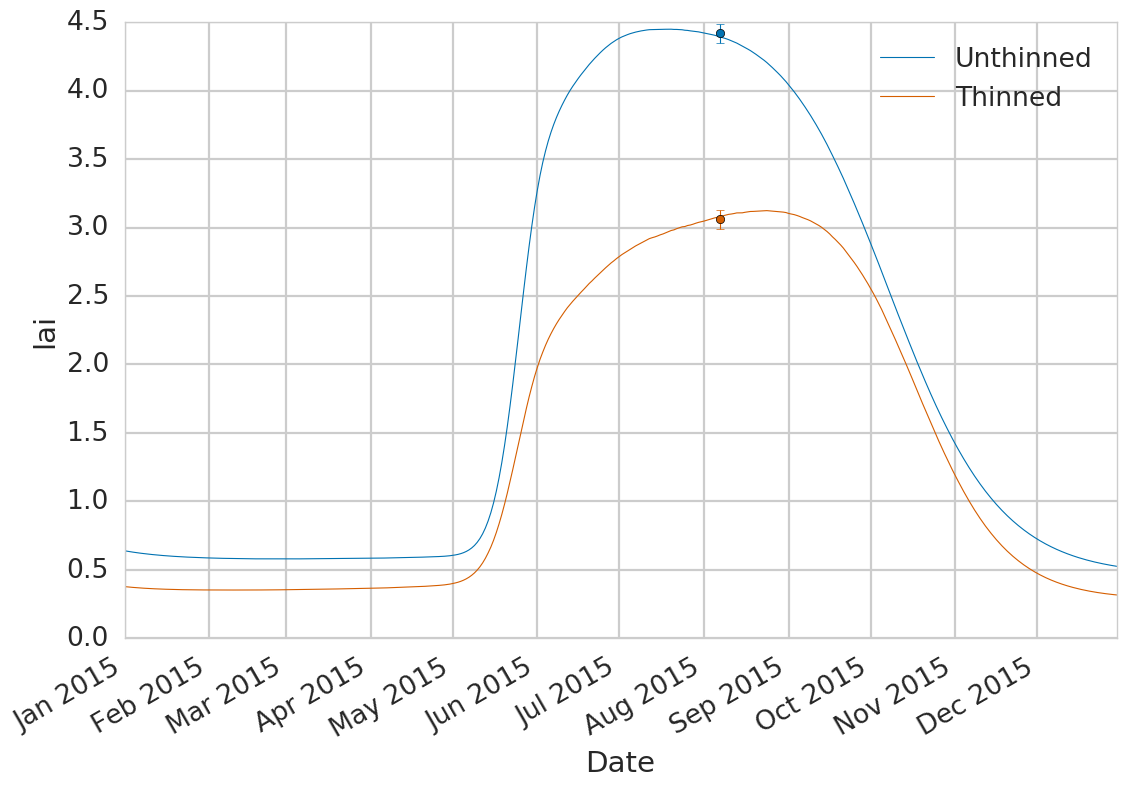 4.5
4.0
3.5
3.0
2.5
2.0
1.5
1.0
0.5
0.0
lai
Unthinned
Thinned
Jan 2015
Feb 2015
Mar 2015
Apr 2015
May 2015
Jun 2015
Jul 2015
Aug 2015
Sep 2015
Oct 2015
Nov 2015
Dec 2015
Date